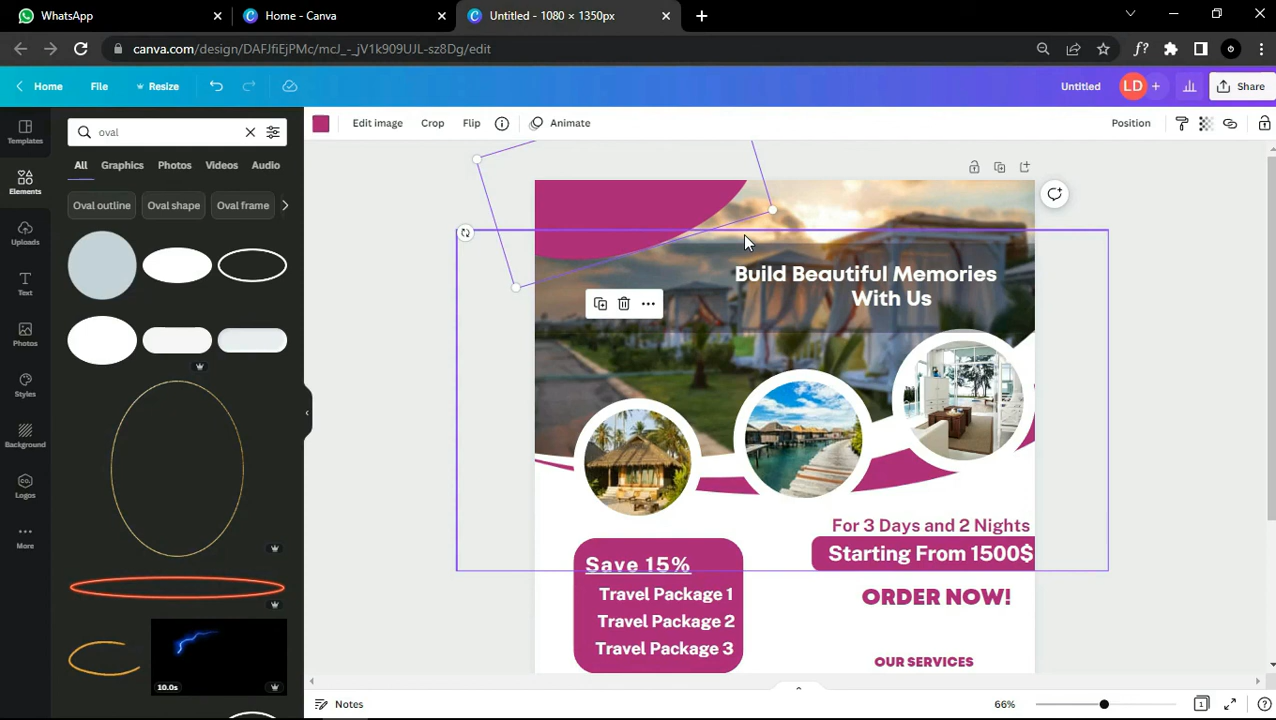 WhatsApp
Home - Canva
Untitled - 1080 × 1350px
canva.com/design/DAFJfiEjPMc/mcJ_-_jV1k909UJL-sz8Dg/edit
Home
File
Resize
Untitled
LD
Share
Templates
Elements
Uploads
Text
Photos
Styles
Background
Logos
More
oval
All
Graphics
Photos
Videos
Audio
Oval outline
Oval shape
Oval frame
10.0s
Edit image
Crop
Flip
Animate
Position
Build Beautiful Memories
With Us
For 3 Days and 2 Nights
Starting From 1500$
Save 15%
Travel Package 1
Travel Package 2
Travel Package 3
ORDER NOW!
OUR SERVICES
Notes
66%
1